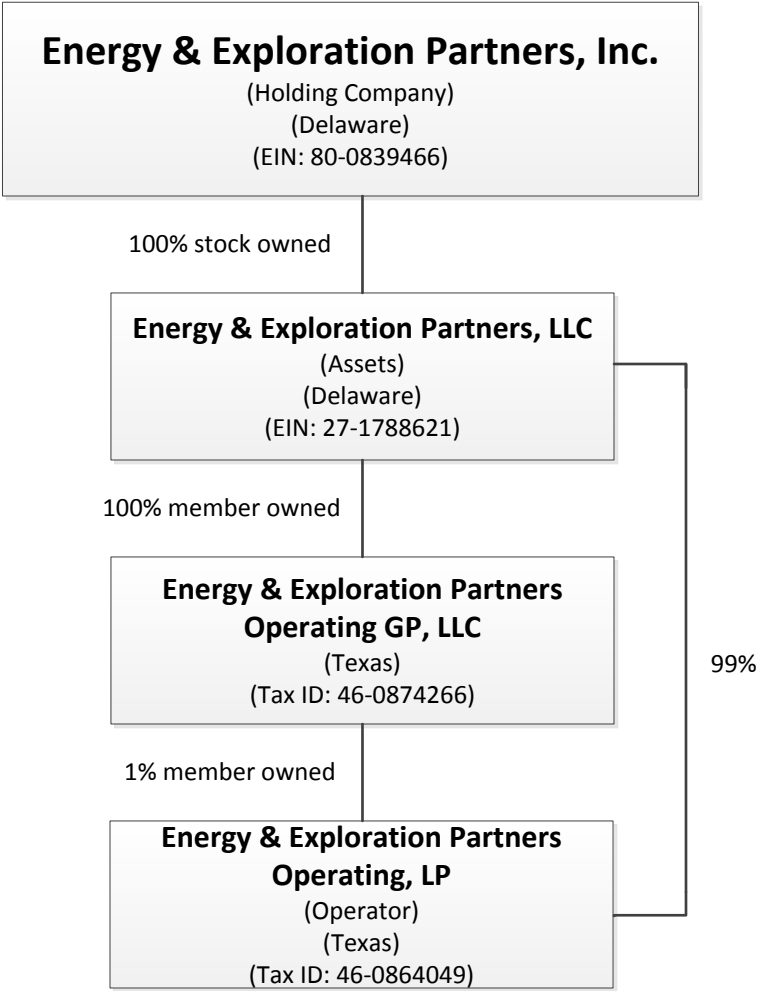 Energy & Exploration Partners, Inc.
(Holding Company)
(Delaware)
(EIN: 80-0839466)
100% stock owned
Energy & Exploration Partners, LLC
(Assets)
(Delaware)
(EIN: 27-1788621)
100% member owned
Energy & Exploration Partners
Operating GP, LLC
(Texas)
(Tax ID: 46-0874266)
99%
1% member owned
Energy & Exploration Partners
Operating, LP
(Operator)
(Texas)
(Tax ID: 46-0864049)